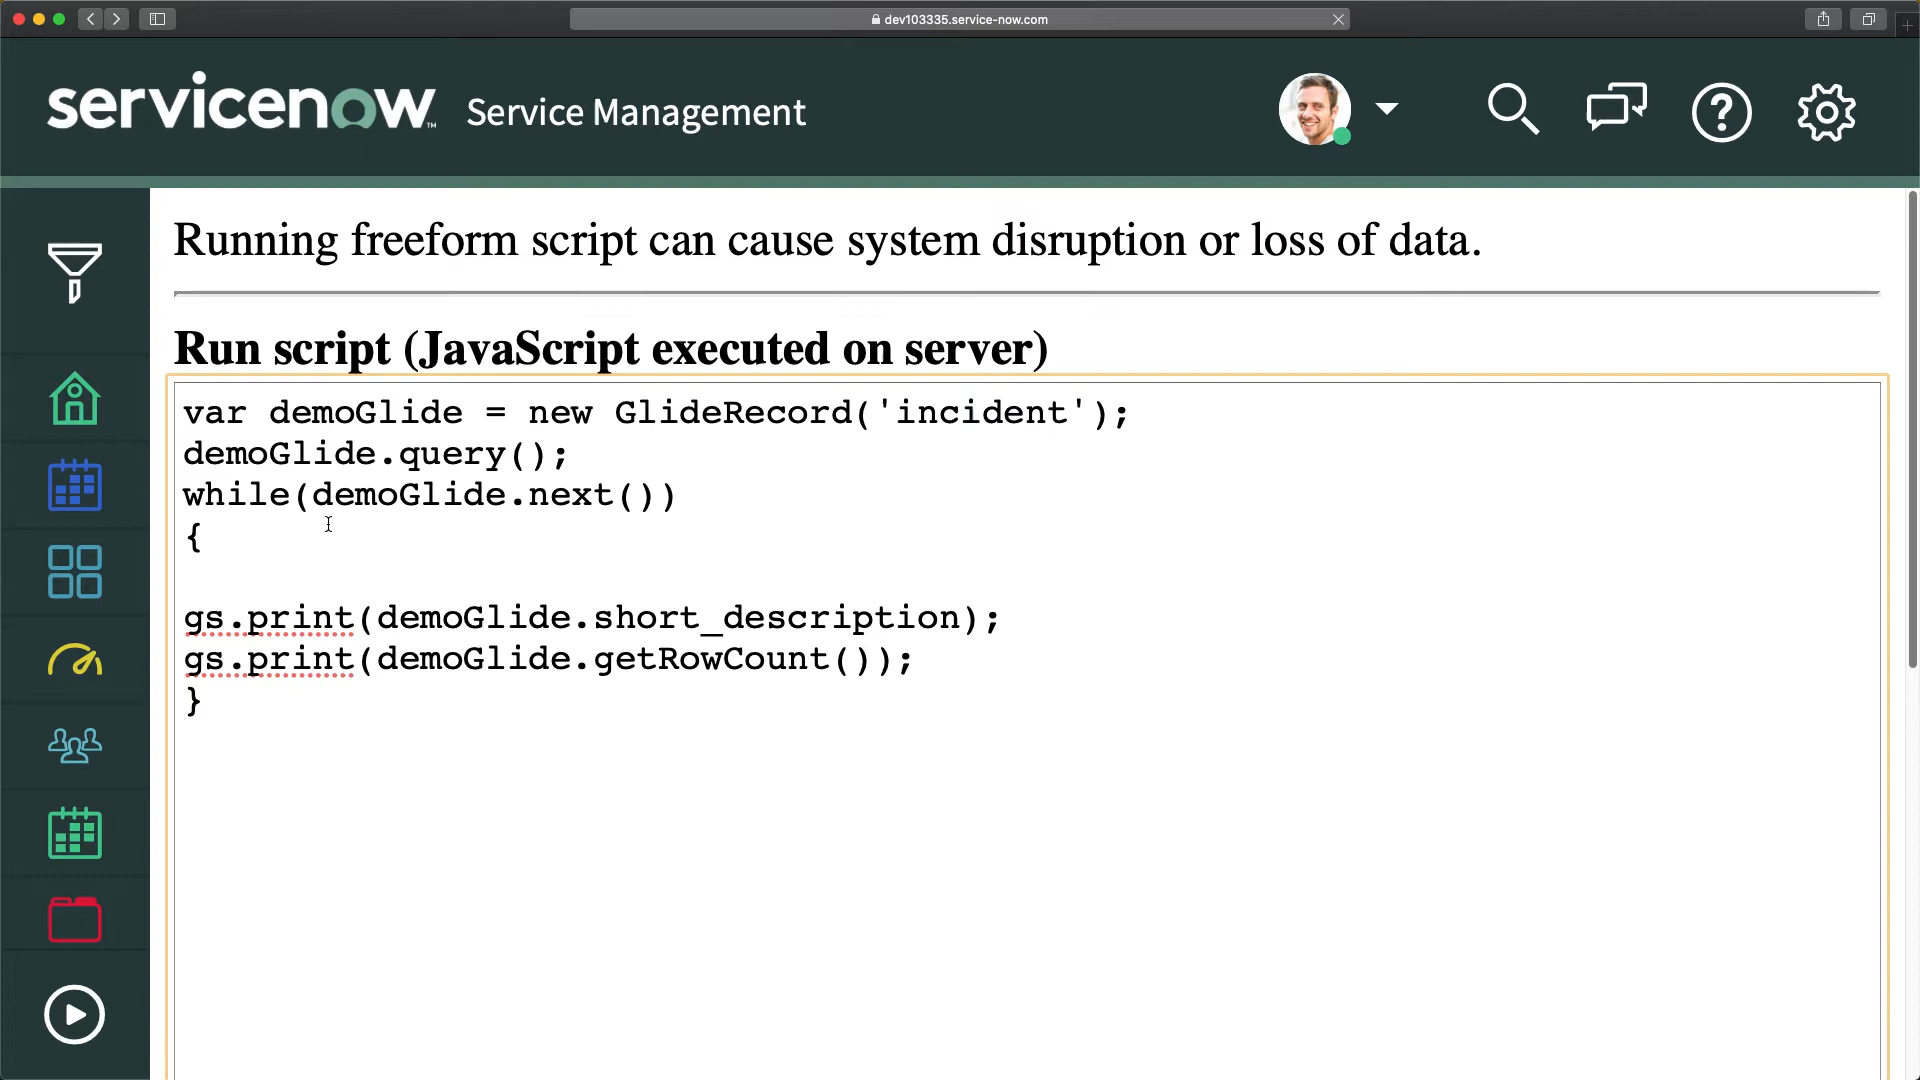 dev103335.service-now.com
servicenow™ Service Management
Running freeform script can cause system disruption or loss of data.
Run script (JavaScript executed on server)
var demoGlide = new GlideRecord('incident');
demoGlide.query();
while(demoGlide.next())
{
gs.print(demoGlide.short_description);
gs.print(demoGlide.getRowCount());
}